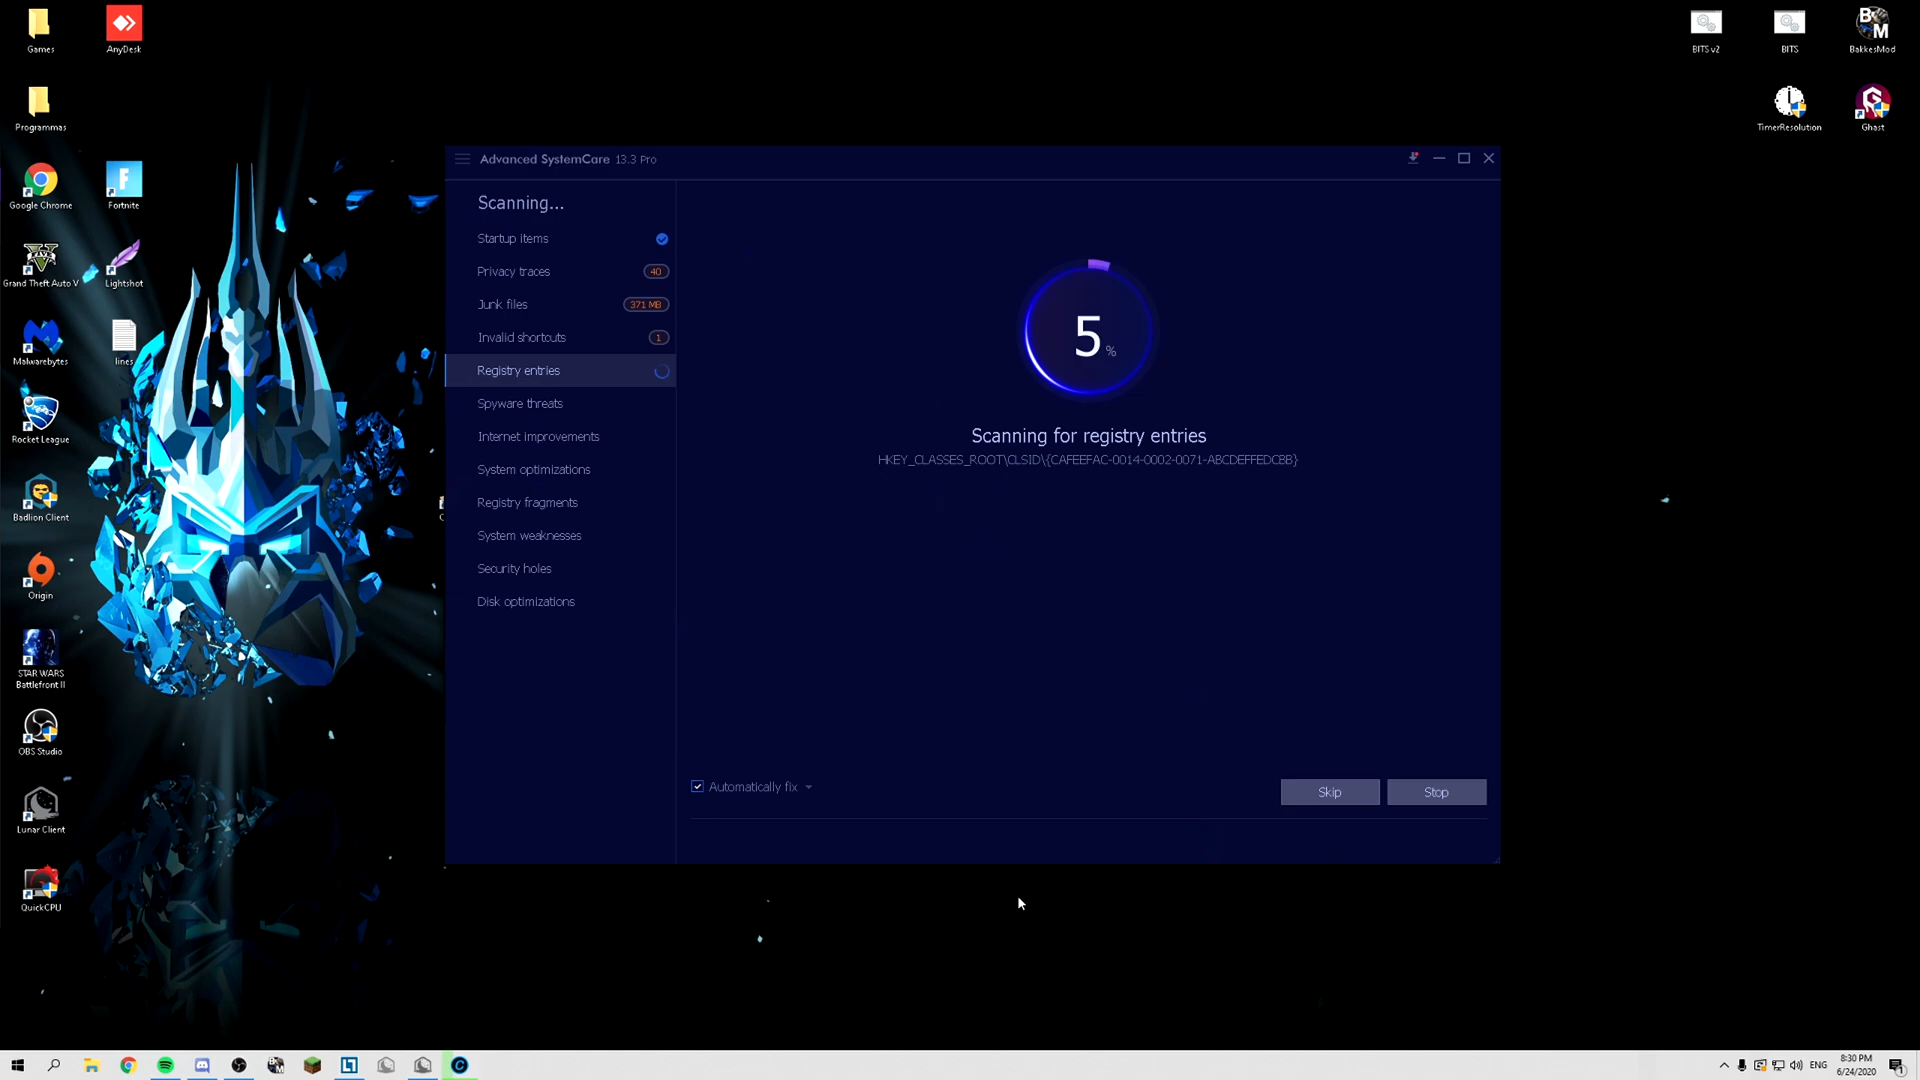 Games
AnyDesk
Programmas
Google Chrome
Fortnite
Grand Theft Auto V
Lightshot
Malwarebytes
lines
Rocket League
Badlion Client
Origin
STAR WARS
Battlefront II
OBS Studio
Lunar Client
QuickCPU
BITS v2
BITS
BakkesMod
TimerResolution
Ghast
Advanced SystemCare 13.3 Pro
Scanning...
Startup items
Privacy traces 40
Junk files 371 MB
Invalid shortcuts 1
Registry entries
Spyware threats
Internet improvements
System optimizations
Registry fragments
System weaknesses
Security holes
Disk optimizations
5 %
Scanning for registry entries
HKEY_CLASSES_ROOT\CLSID\{CAFEEFAC-0014-0002-0071-ABCDEFFEDCBB}
Automatically fix
Skip
Stop
ENG
8:30 PM
6/24/2020